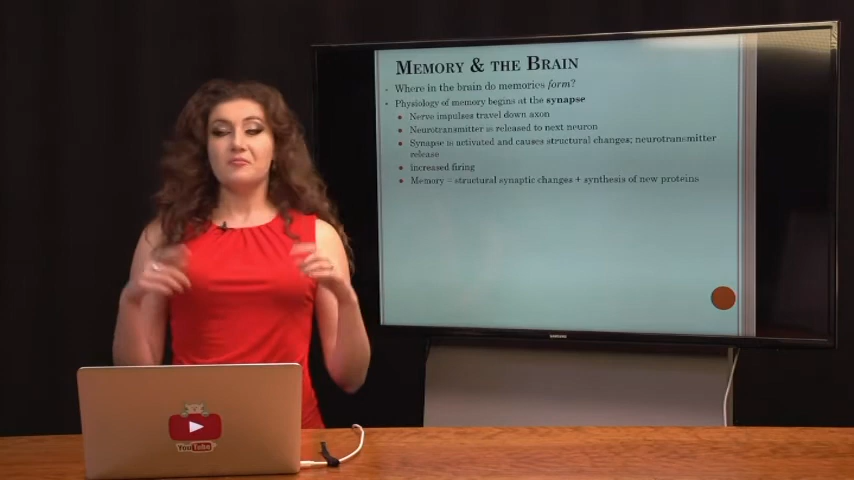 MEMORY & THE BRAIN
Where in the brain do memories form?
Physiology of memory begins at the synapse
Nerve impulses travel down axon
Neurotransmitter is released to next neuron
Synapse is activated and causes structural changes; neurotransmitter
release
increased firing
Memory = structural synaptic changes + synthesis of new proteins
SAMSUNG
YouTube